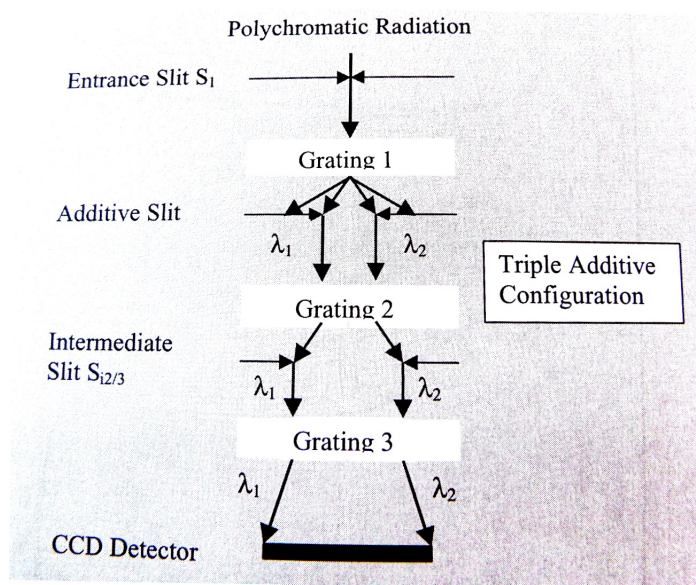 Polychromatic Radiation
Entrance Slit S₁
Grating 1
Additive Slit
λ₁
λ₂
Triple Additive
Configuration
Grating 2
Intermediate
Slit Sᵢ₂/₃
λ₁
λ₂
Grating 3
λ₁
λ₂
CCD Detector